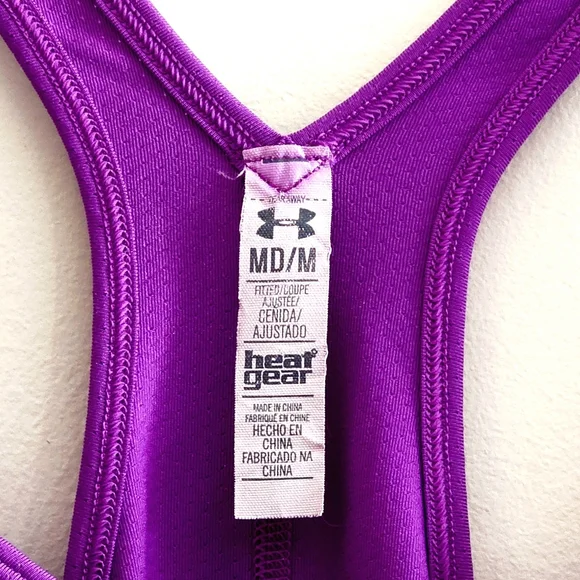 TEARAWAY
MD/M
FITTED/COUPE
AJUSTÉE/
CEÑIDA/
AJUSTADO
heat
gear
MADE IN CHINA
FABRIQUÉ EN CHINE
HECHO EN
CHINA
FABRICADO NA
CHINA